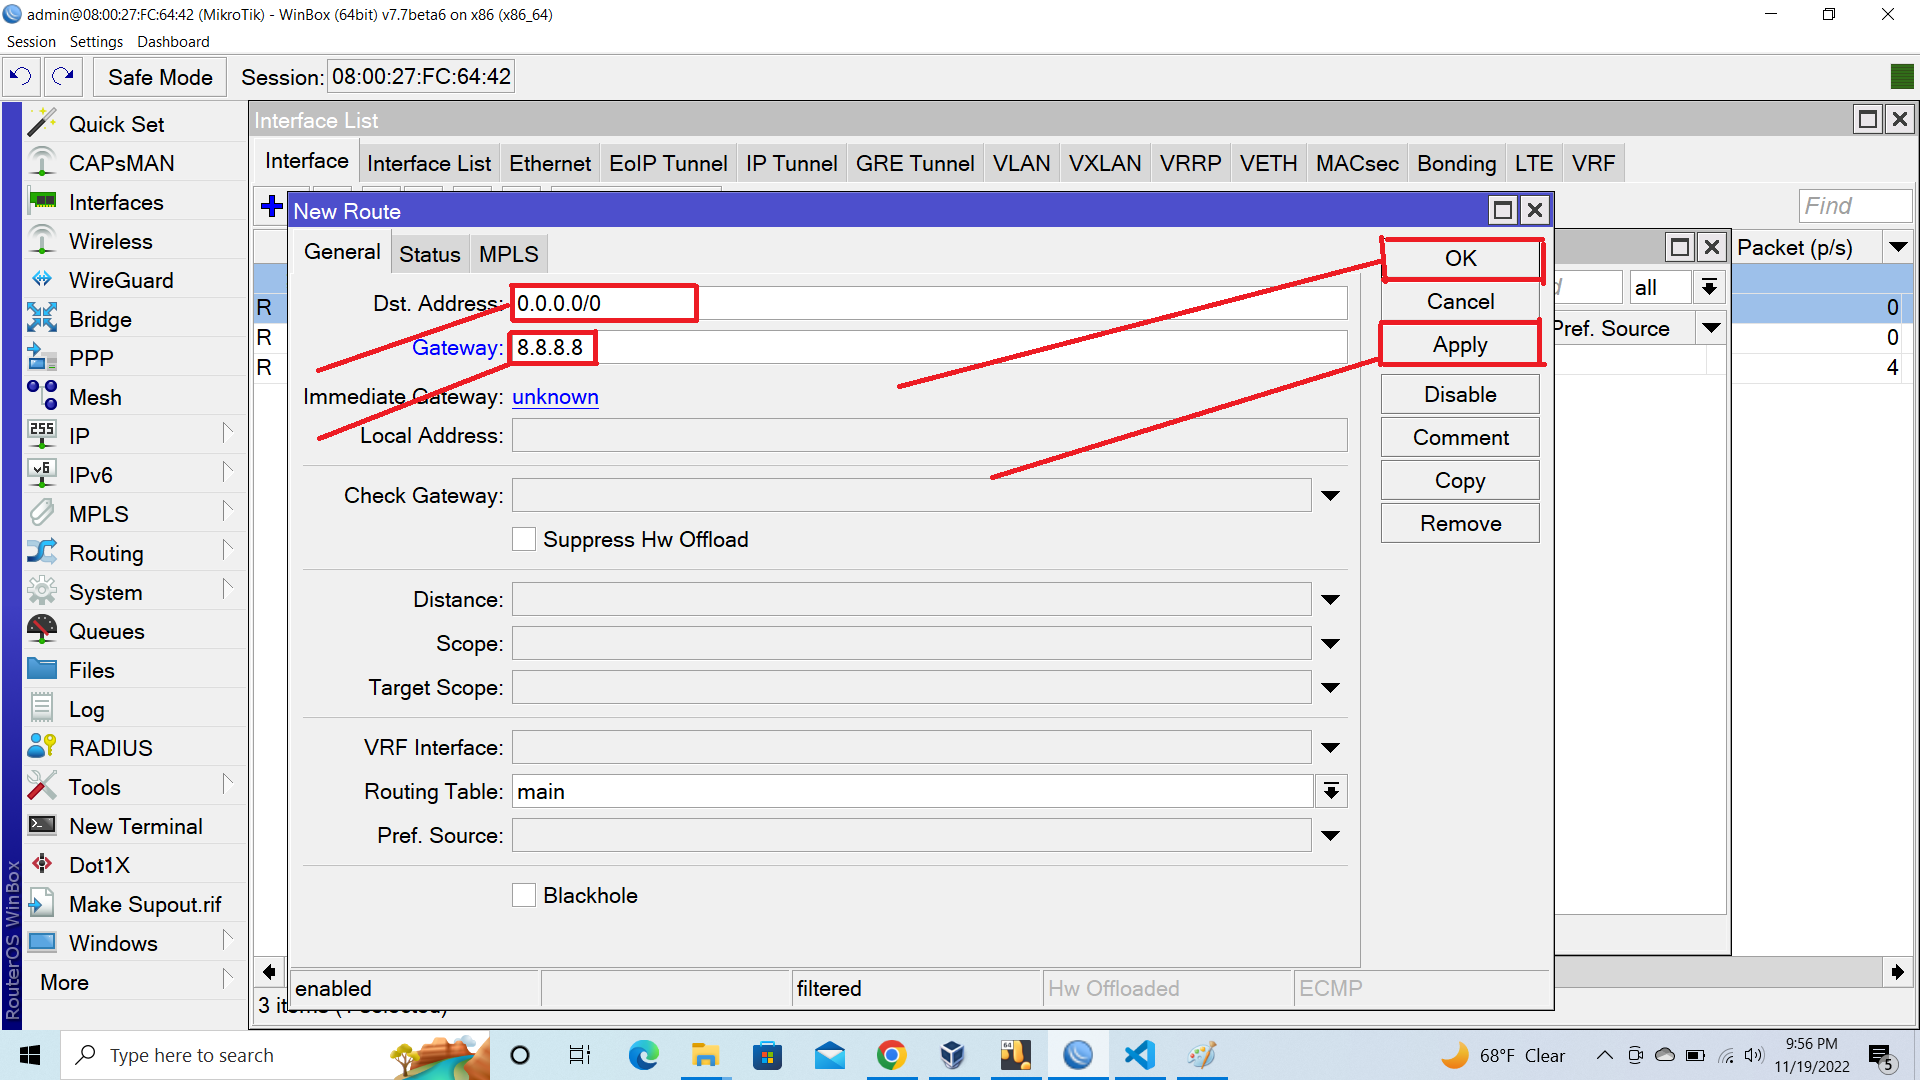 admin@08:00:27:FC:64:42 (MikroTik) - WinBox (64bit) v7.7beta6 on x86 (x86_64)
Session Settings Dashboard
Safe Mode Session: 08:00:27:FC:64:42
Quick Set
CAPsMAN
Interfaces
Wireless
WireGuard
Bridge
PPP
Mesh
IP
IPv6
MPLS
Routing
System
Queues
Files
Log
RADIUS
Tools
New Terminal
Dot1X
Make Supout.rif
Windows
More
RouterOS WinBox
Interface List
Interface Interface List Ethernet EoIP Tunnel IP Tunnel GRE Tunnel VLAN VXLAN VRRP VETH MACsec Bonding LTE VRF
Find
R
R
R
New Route
General Status MPLS
Dst. Address: 0.0.0.0/0
Gateway: 8.8.8.8
Immediate Gateway: unknown
Local Address:
Check Gateway:
Suppress Hw Offload
Distance:
Scope:
Target Scope:
VRF Interface:
Routing Table: main
Pref. Source:
Blackhole
enabled filtered Hw Offloaded ECMP
OK
Cancel
Apply
Disable
Comment
Copy
Remove
all
Pref. Source
Packet (p/s)
0
0
4
3
Type here to search
68°F Clear
9:56 PM
11/19/2022
5